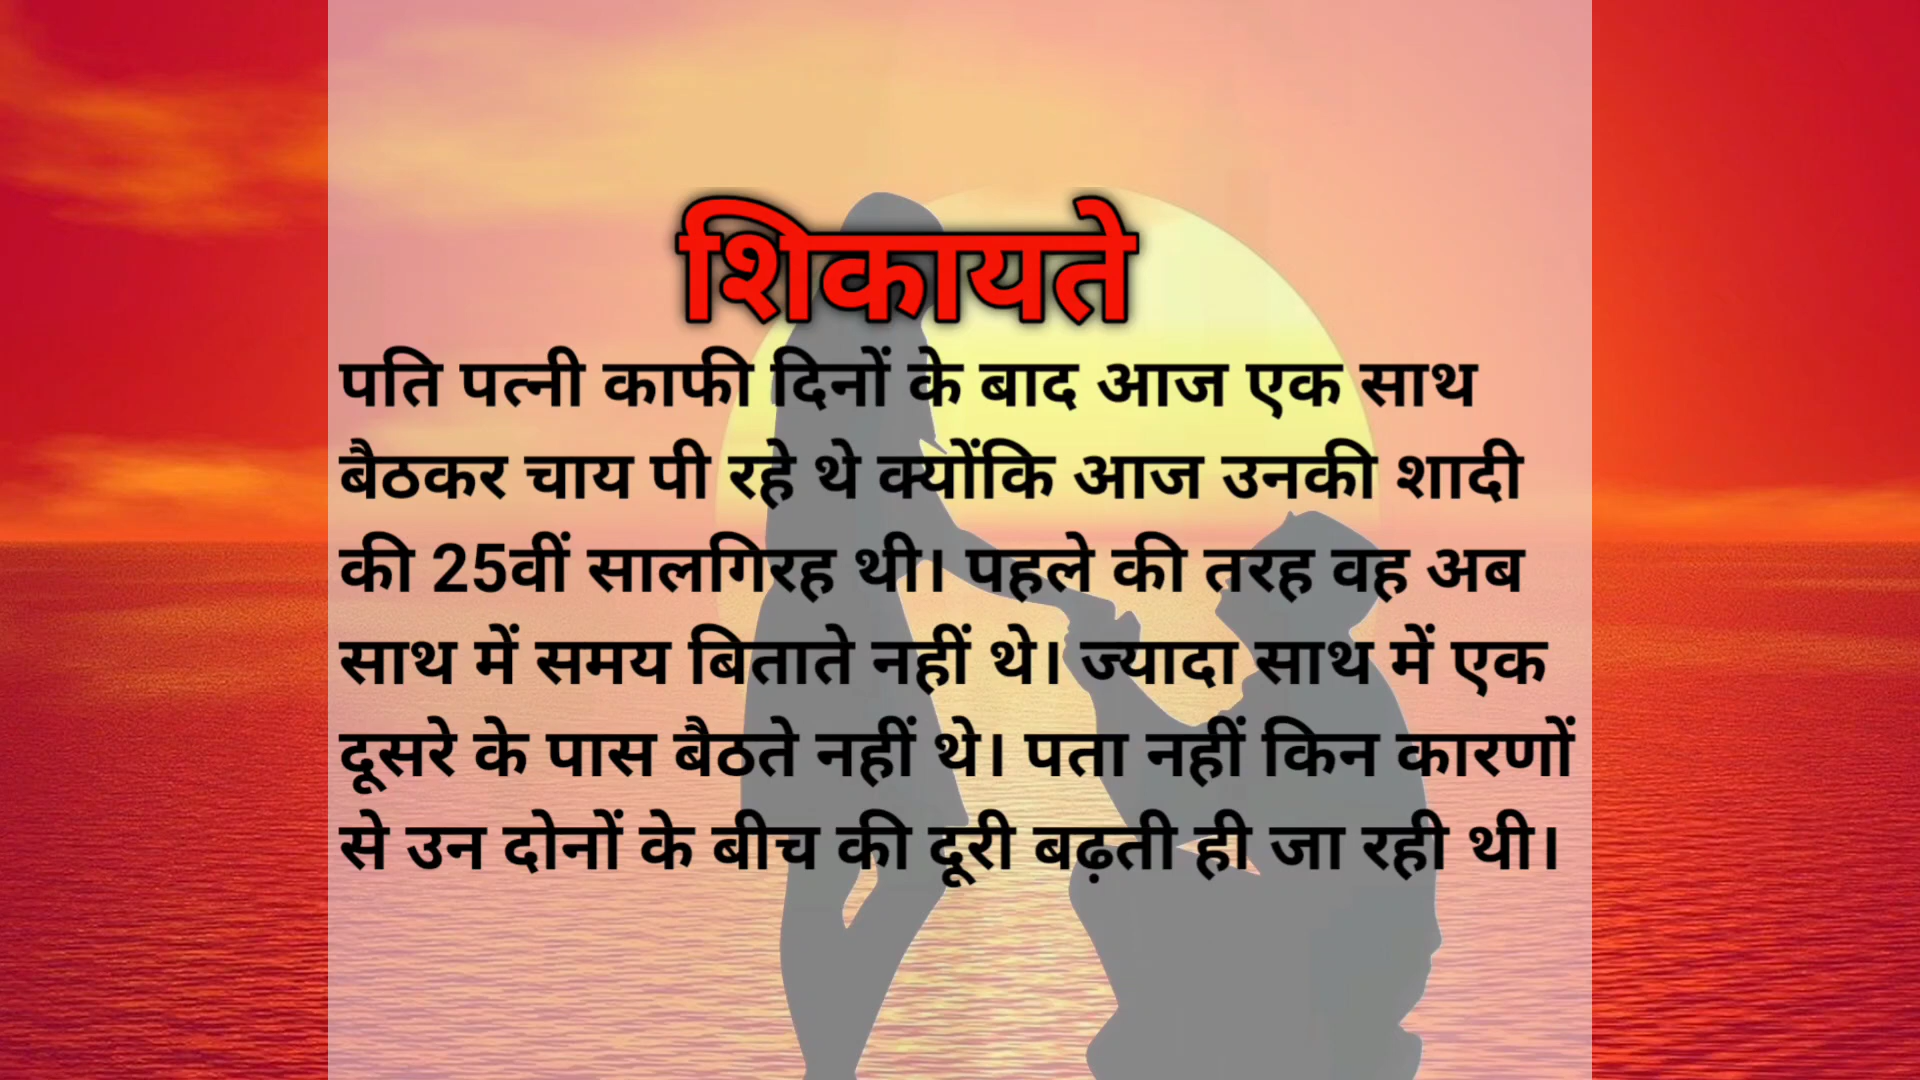 शिकायते
पति पत्नी काफी दिनों के बाद आज एक साथ
बैठकर चाय पी रहे थे क्योंकि आज उनकी शादी
की 25वीं सालगिरह थी। पहले की तरह वह अब
साथ में समय बिताते नहीं थे। ज्यादा साथ में एक
दूसरे के पास बैठते नहीं थे। पता नहीं किन कारणों
से उन दोनों के बीच की दूरी बढ़ती ही जा रही थी।